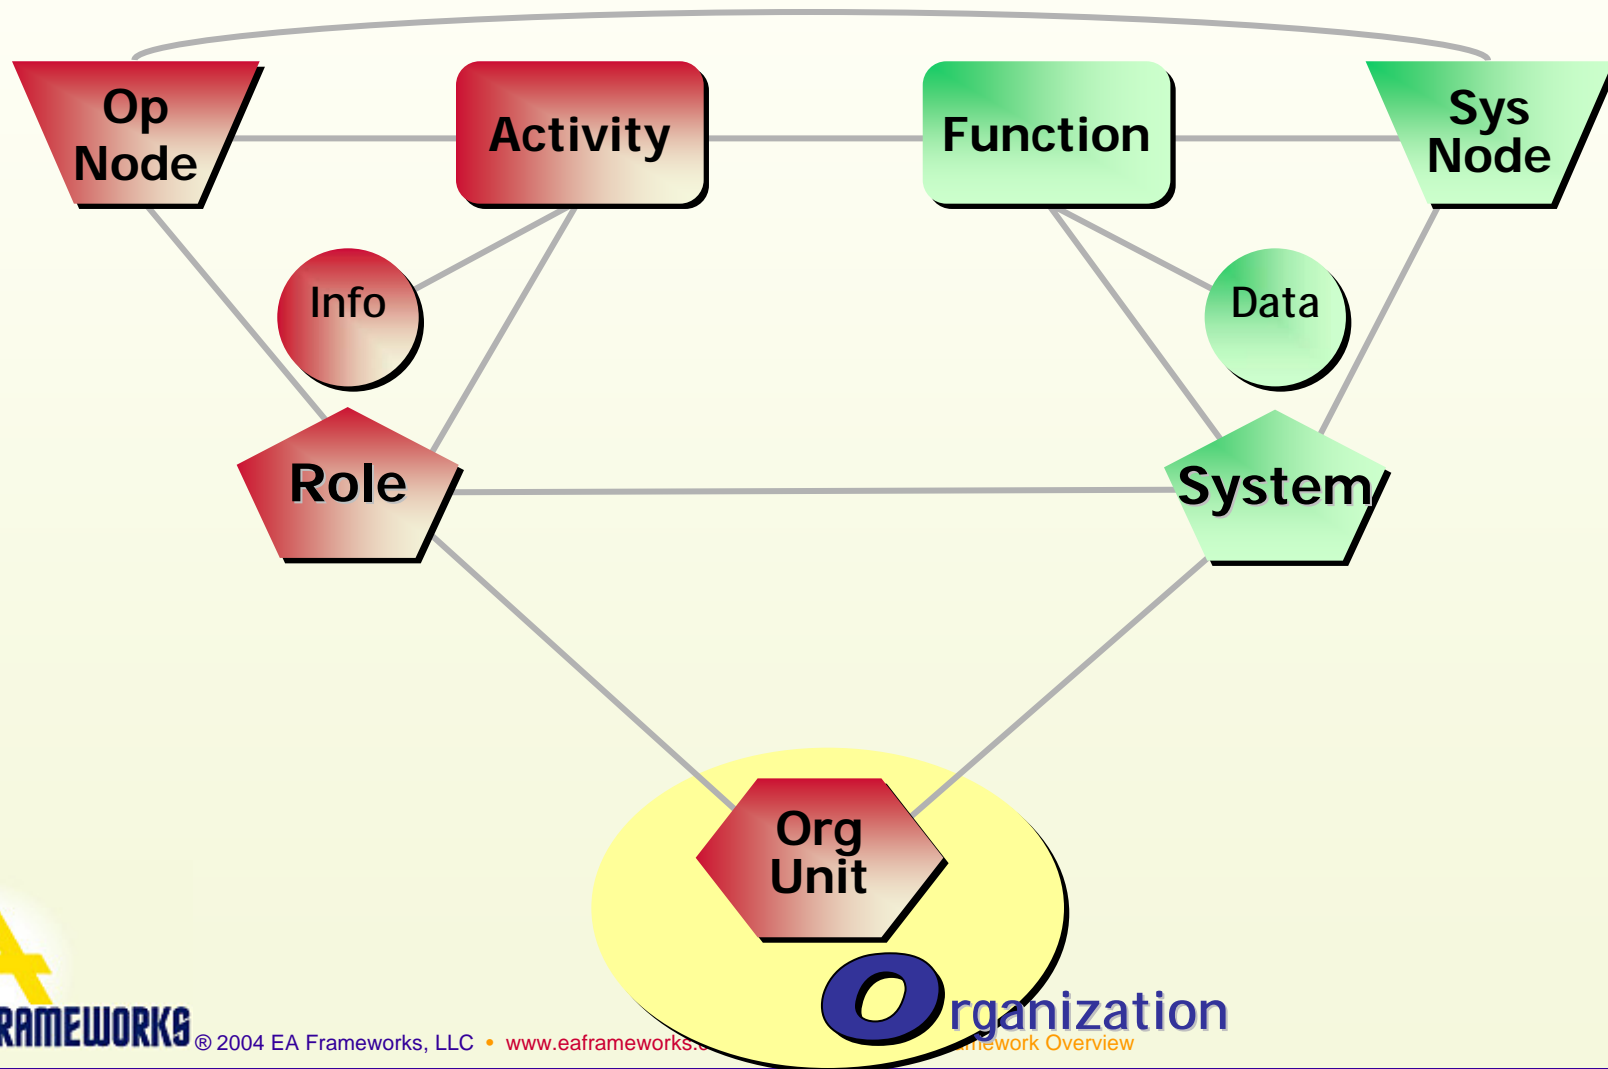 Op
Node
Activity
Function
Sys
Node
Info
Data
Role
System
Org
Unit
Organization
RAMEWORKS ® 2004 EA Frameworks, LLC • www.eaframeworks. Overview